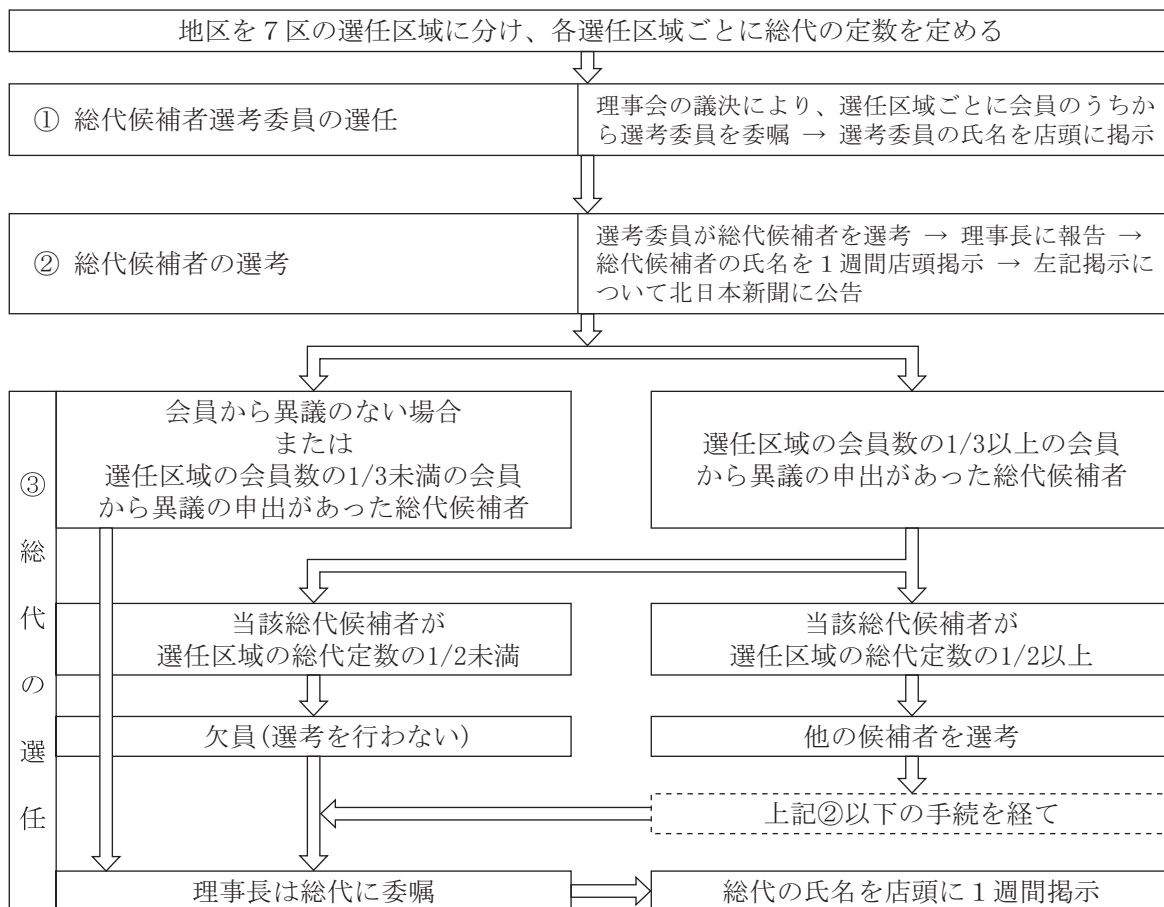 地区を７区の選任区域に分け、各選任区域ごとに総代の定数を定める
① 総代候補者選考委員の選任
理事会の議決により、選任区域ごとに会員のうちか
ら選考委員を委嘱 → 選考委員の氏名を店頭に掲示
② 総代候補者の選考
選考委員が総代候補者を選考 → 理事長に報告 →
総代候補者の氏名を１週間店頭掲示 → 左記掲示に
ついて北日本新聞に公告
③総代の選任
会員から異議のない場合
または
選任区域の会員数の1/3未満の会員
から異議の申出があった総代候補者
選任区域の会員数の1/3以上の会員
から異議の申出があった総代候補者
当該総代候補者が
選任区域の総代定数の1/2未満
当該総代候補者が
選任区域の総代定数の1/2以上
欠員(選考を行わない)
他の候補者を選考
上記②以下の手続を経て
理事長は総代に委嘱
総代の氏名を店頭に１週間掲示